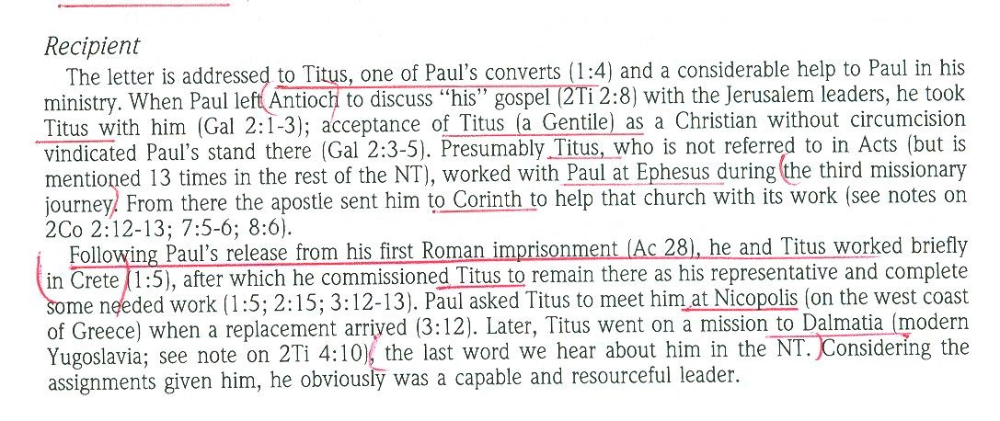 Recipient
The letter is addressed to Titus, one of Paul's converts (1:4) and a considerable help to Paul in his
ministry. When Paul left Antioch to discuss “his” gospel (2Ti 2:8) with the Jerusalem leaders, he took
Titus with him (Gal 2:1-3); acceptance of Titus (a Gentile) as a Christian without circumcision
vindicated Paul's stand there (Gal 2:3-5). Presumably Titus, who is not referred to in Acts (but is
mentioned 13 times in the rest of the NT), worked with Paul at Ephesus during the third missionary
journey. From there the apostle sent him to Corinth to help that church with its work (see notes on
2Co 2:12-13; 7:5-6; 8:6).
Following Paul's release from his first Roman imprisonment (Ac 28), he and Titus worked briefly
in Crete (1:5), after which he commissioned Titus to remain there as his representative and complete
some needed work (1:5; 2:15; 3:12-13). Paul asked Titus to meet him at Nicopolis (on the west coast
of Greece) when a replacement arrived (3:12). Later, Titus went on a mission to Dalmatia (modern
Yugoslavia; see note on 2Ti 4:10), the last word we hear about him in the NT. Considering the
assignments given him, he obviously was a capable and resourceful leader.